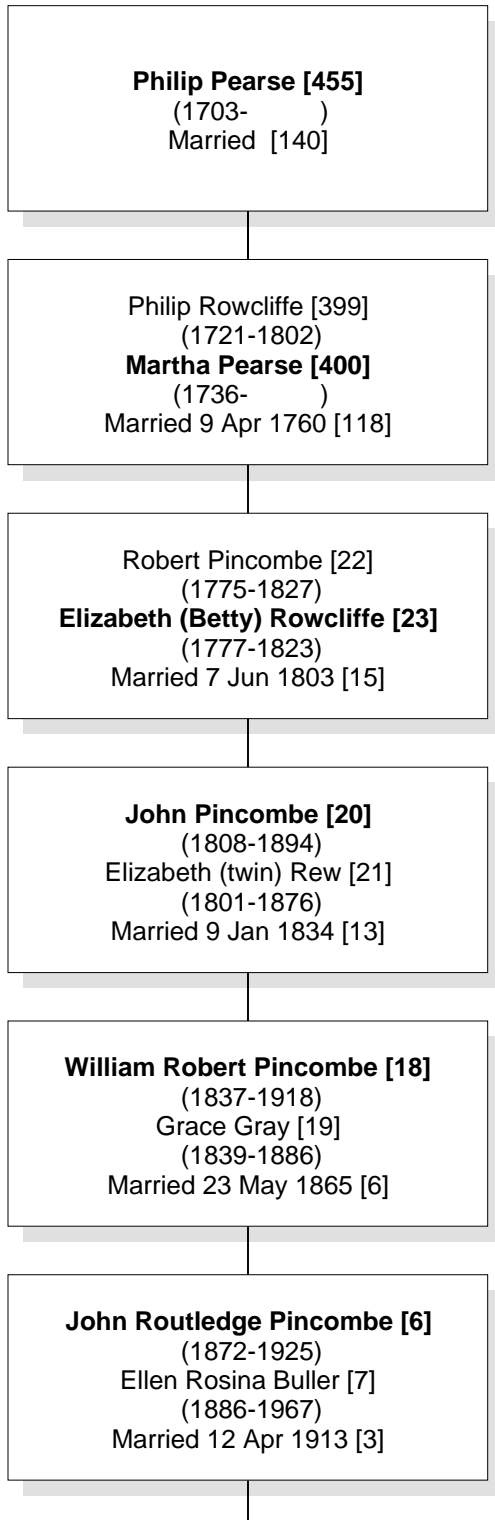 Philip Pearse [455]
(1703- )
Married [140]
Philip Rowcliffe [399]
(1721-1802)
Martha Pearse [400]
(1736- )
Married 9 Apr 1760 [118]
Robert Pincombe [22]
(1775-1827)
Elizabeth (Betty) Rowcliffe [23]
(1777-1823)
Married 7 Jun 1803 [15]
John Pincombe [20]
(1808-1894)
Elizabeth (twin) Rew [21]
(1801-1876)
Married 9 Jan 1834 [13]
William Robert Pincombe [18]
(1837-1918)
Grace Gray [19]
(1839-1886)
Married 23 May 1865 [6]
John Routledge Pincombe [6]
(1872-1925)
Ellen Rosina Buller [7]
(1886-1967)
Married 12 Apr 1913 [3]